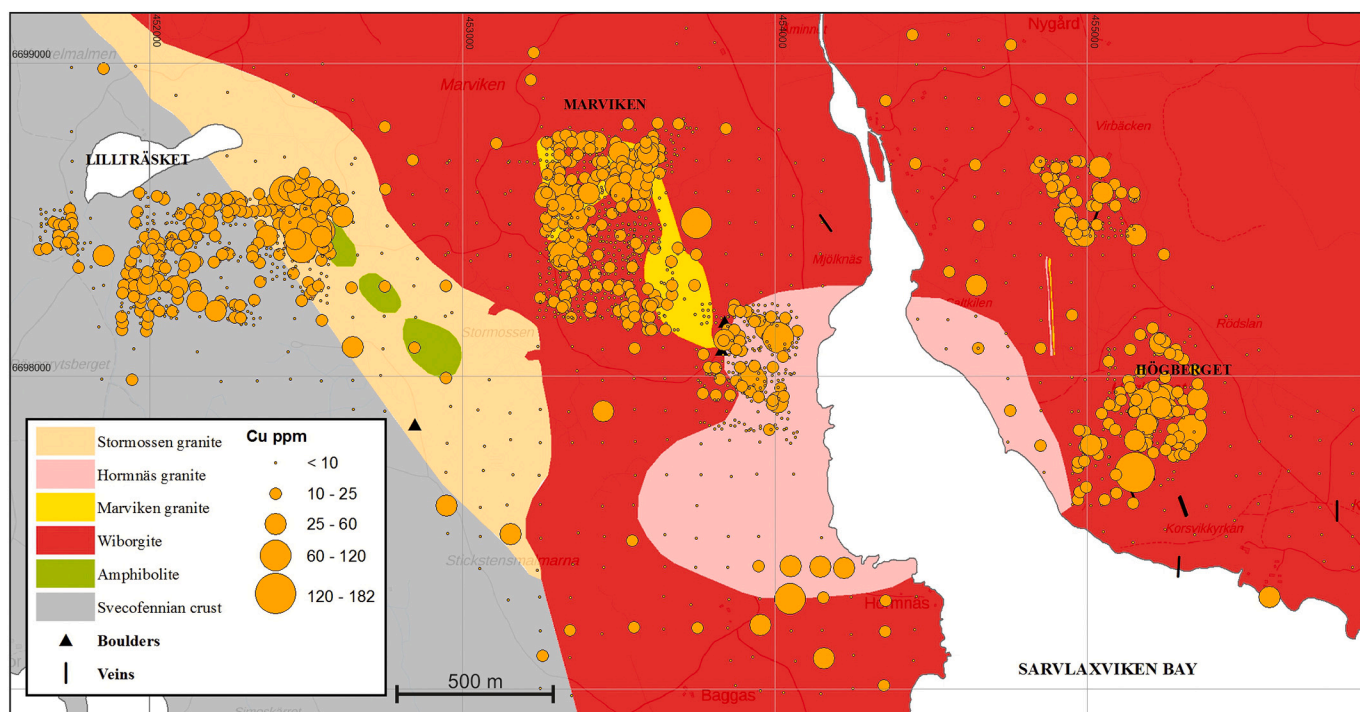 452000
453000
454000
455000
Nygård
6699000
Marviken
MARVIKEN
Virbäcken
LILLTRÄSKET
Mjölknäs
Rödslan
Stormossen
6698000
HÖGBERGET
Stormossen granite
Hormnäs granite
Marviken granite
Wiborgite
Amphibolite
Svecofennian crust
Boulders
Veins
Cu ppm
< 10
10 - 25
25 - 60
60 - 120
120 - 182
Korsvikkyrkan
Stickstensmalmarna
Hormnäs
500 m
Baggas
SARVLAXVIKEN BAY